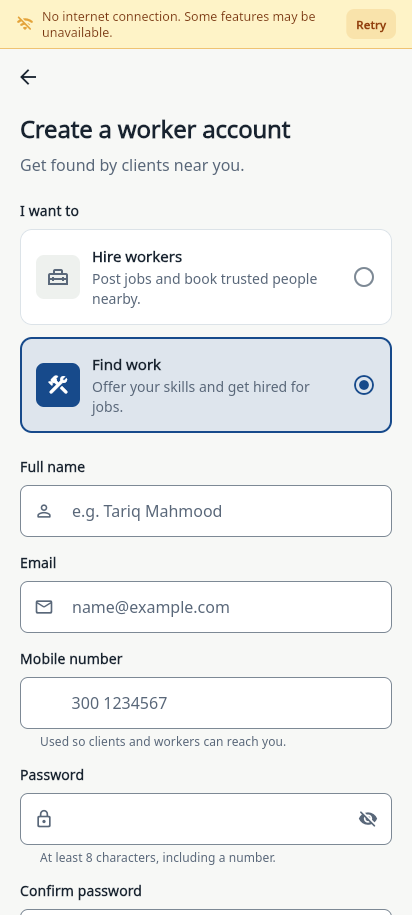 No internet connection. Some features may be
unavailable.
Retry
Create a worker account
Get found by clients near you.
I want to
Hire workers
Post jobs and book trusted people
nearby.
Find work
Offer your skills and get hired for
jobs.
Full name
e.g. Tariq Mahmood
Email
name@example.com
Mobile number
300 1234567
Used so clients and workers can reach you.
Password
At least 8 characters, including a number.
Confirm password